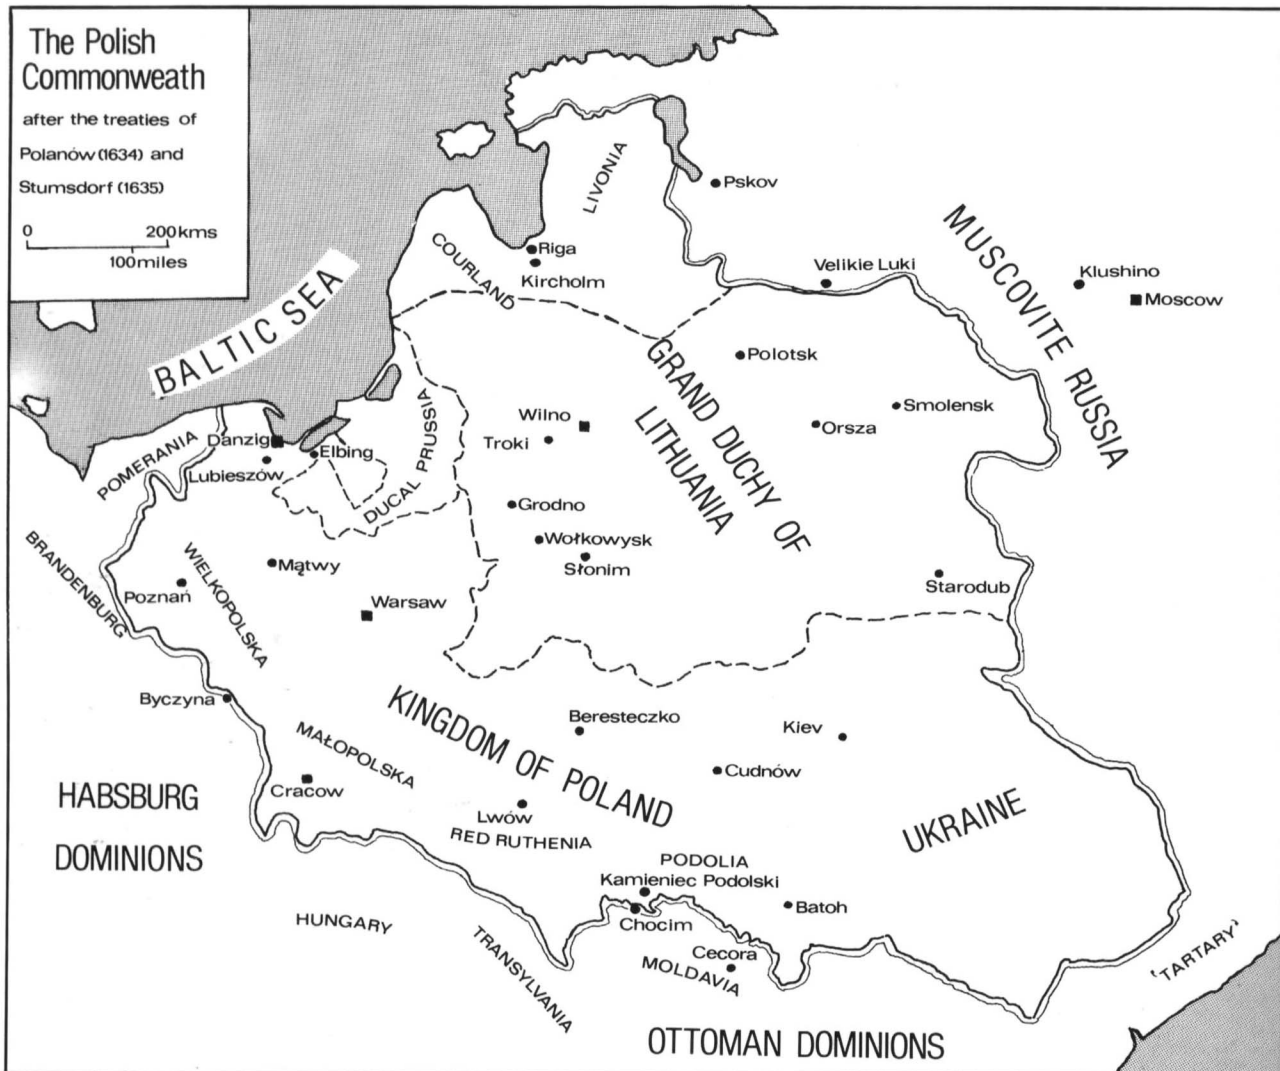 The Polish
Commonweath
after the treaties of
Polanów (1634) and
Stumsdorf (1635)
0 200kms
100miles
BALTIC SEA
LIVONIA
Pskov
MUSCOVITE RUSSIA
COURLAND
Riga
Kircholm
Velikie Luki
Klushino
Moscow
GRAND DUCHY OF
LITHUANIA
Polotsk
Smolensk
Orsza
Wilno
Troki
DUCAL PRUSSIA
POMERANIA
Danzig
Elbing
Lubieszów
Grodno
Wołkowysk
Słonim
Starodub
BRANDENBURG
WIELKOPOLSKA
Mątwy
Poznań
Warsaw
Byczyna
KINGDOM OF POLAND
Beresteczko
Kiev
MAŁOPOLSKA
Cudnów
Cracow
HABSBURG
DOMINIONS
Lwów
RED RUTHENIA
UKRAINE
PODOLIA
Kamieniec Podolski
Batoh
Chocim
HUNGARY
TRANSYLVANIA
Cecora
MOLDAVIA
'TARTARY'
OTTOMAN DOMINIONS